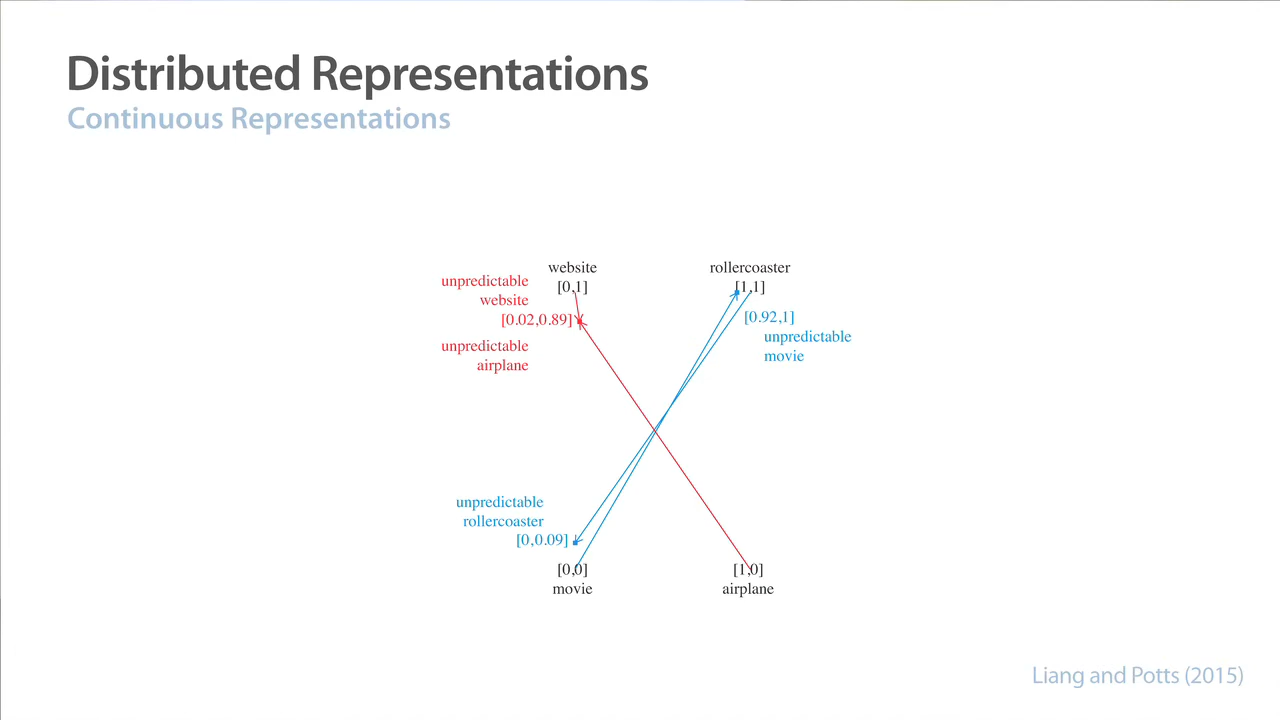 Distributed Representations
Continuous Representations
website
[0,1]
rollercoaster
[1,1]
unpredictable
website
[0.02,0.89]
unpredictable
airplane
[0.92,1]
unpredictable
movie
unpredictable
rollercoaster
[0,0.09]
[0,0]
movie
[1,0]
airplane
Liang and Potts (2015)